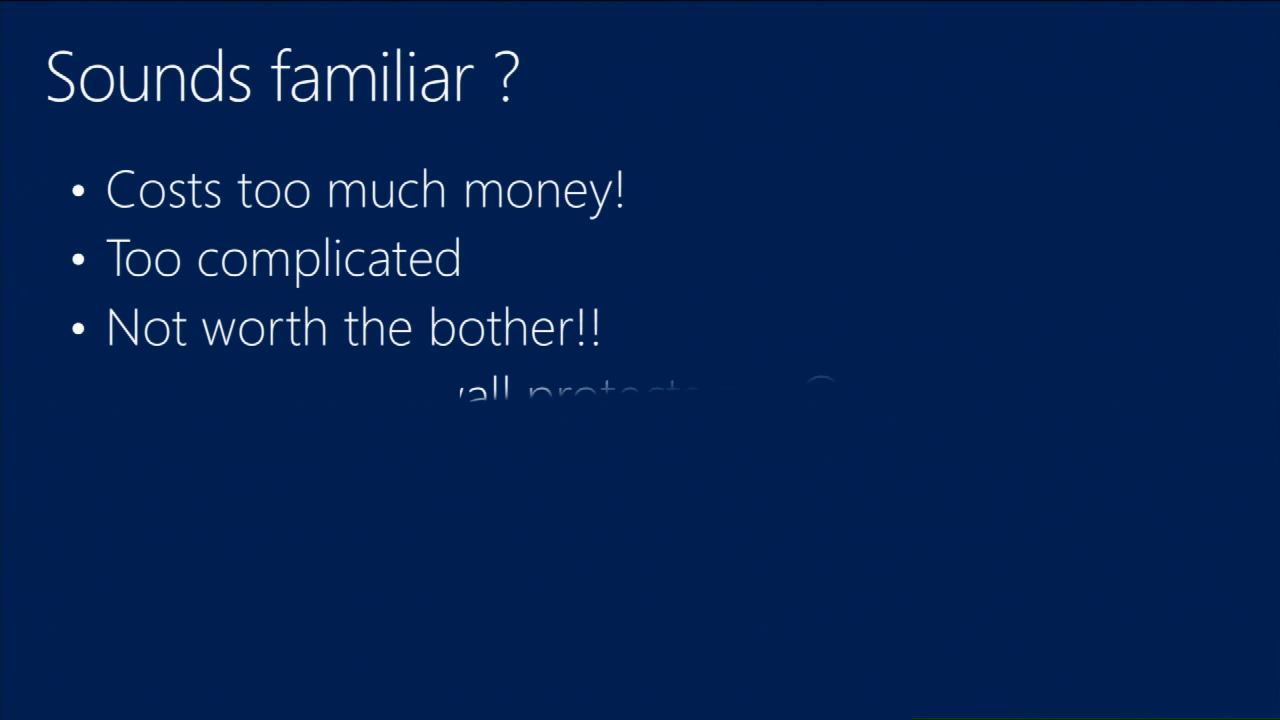 Sounds familiar ?
• Costs too much money!
• Too complicated
• Not worth the bother!!